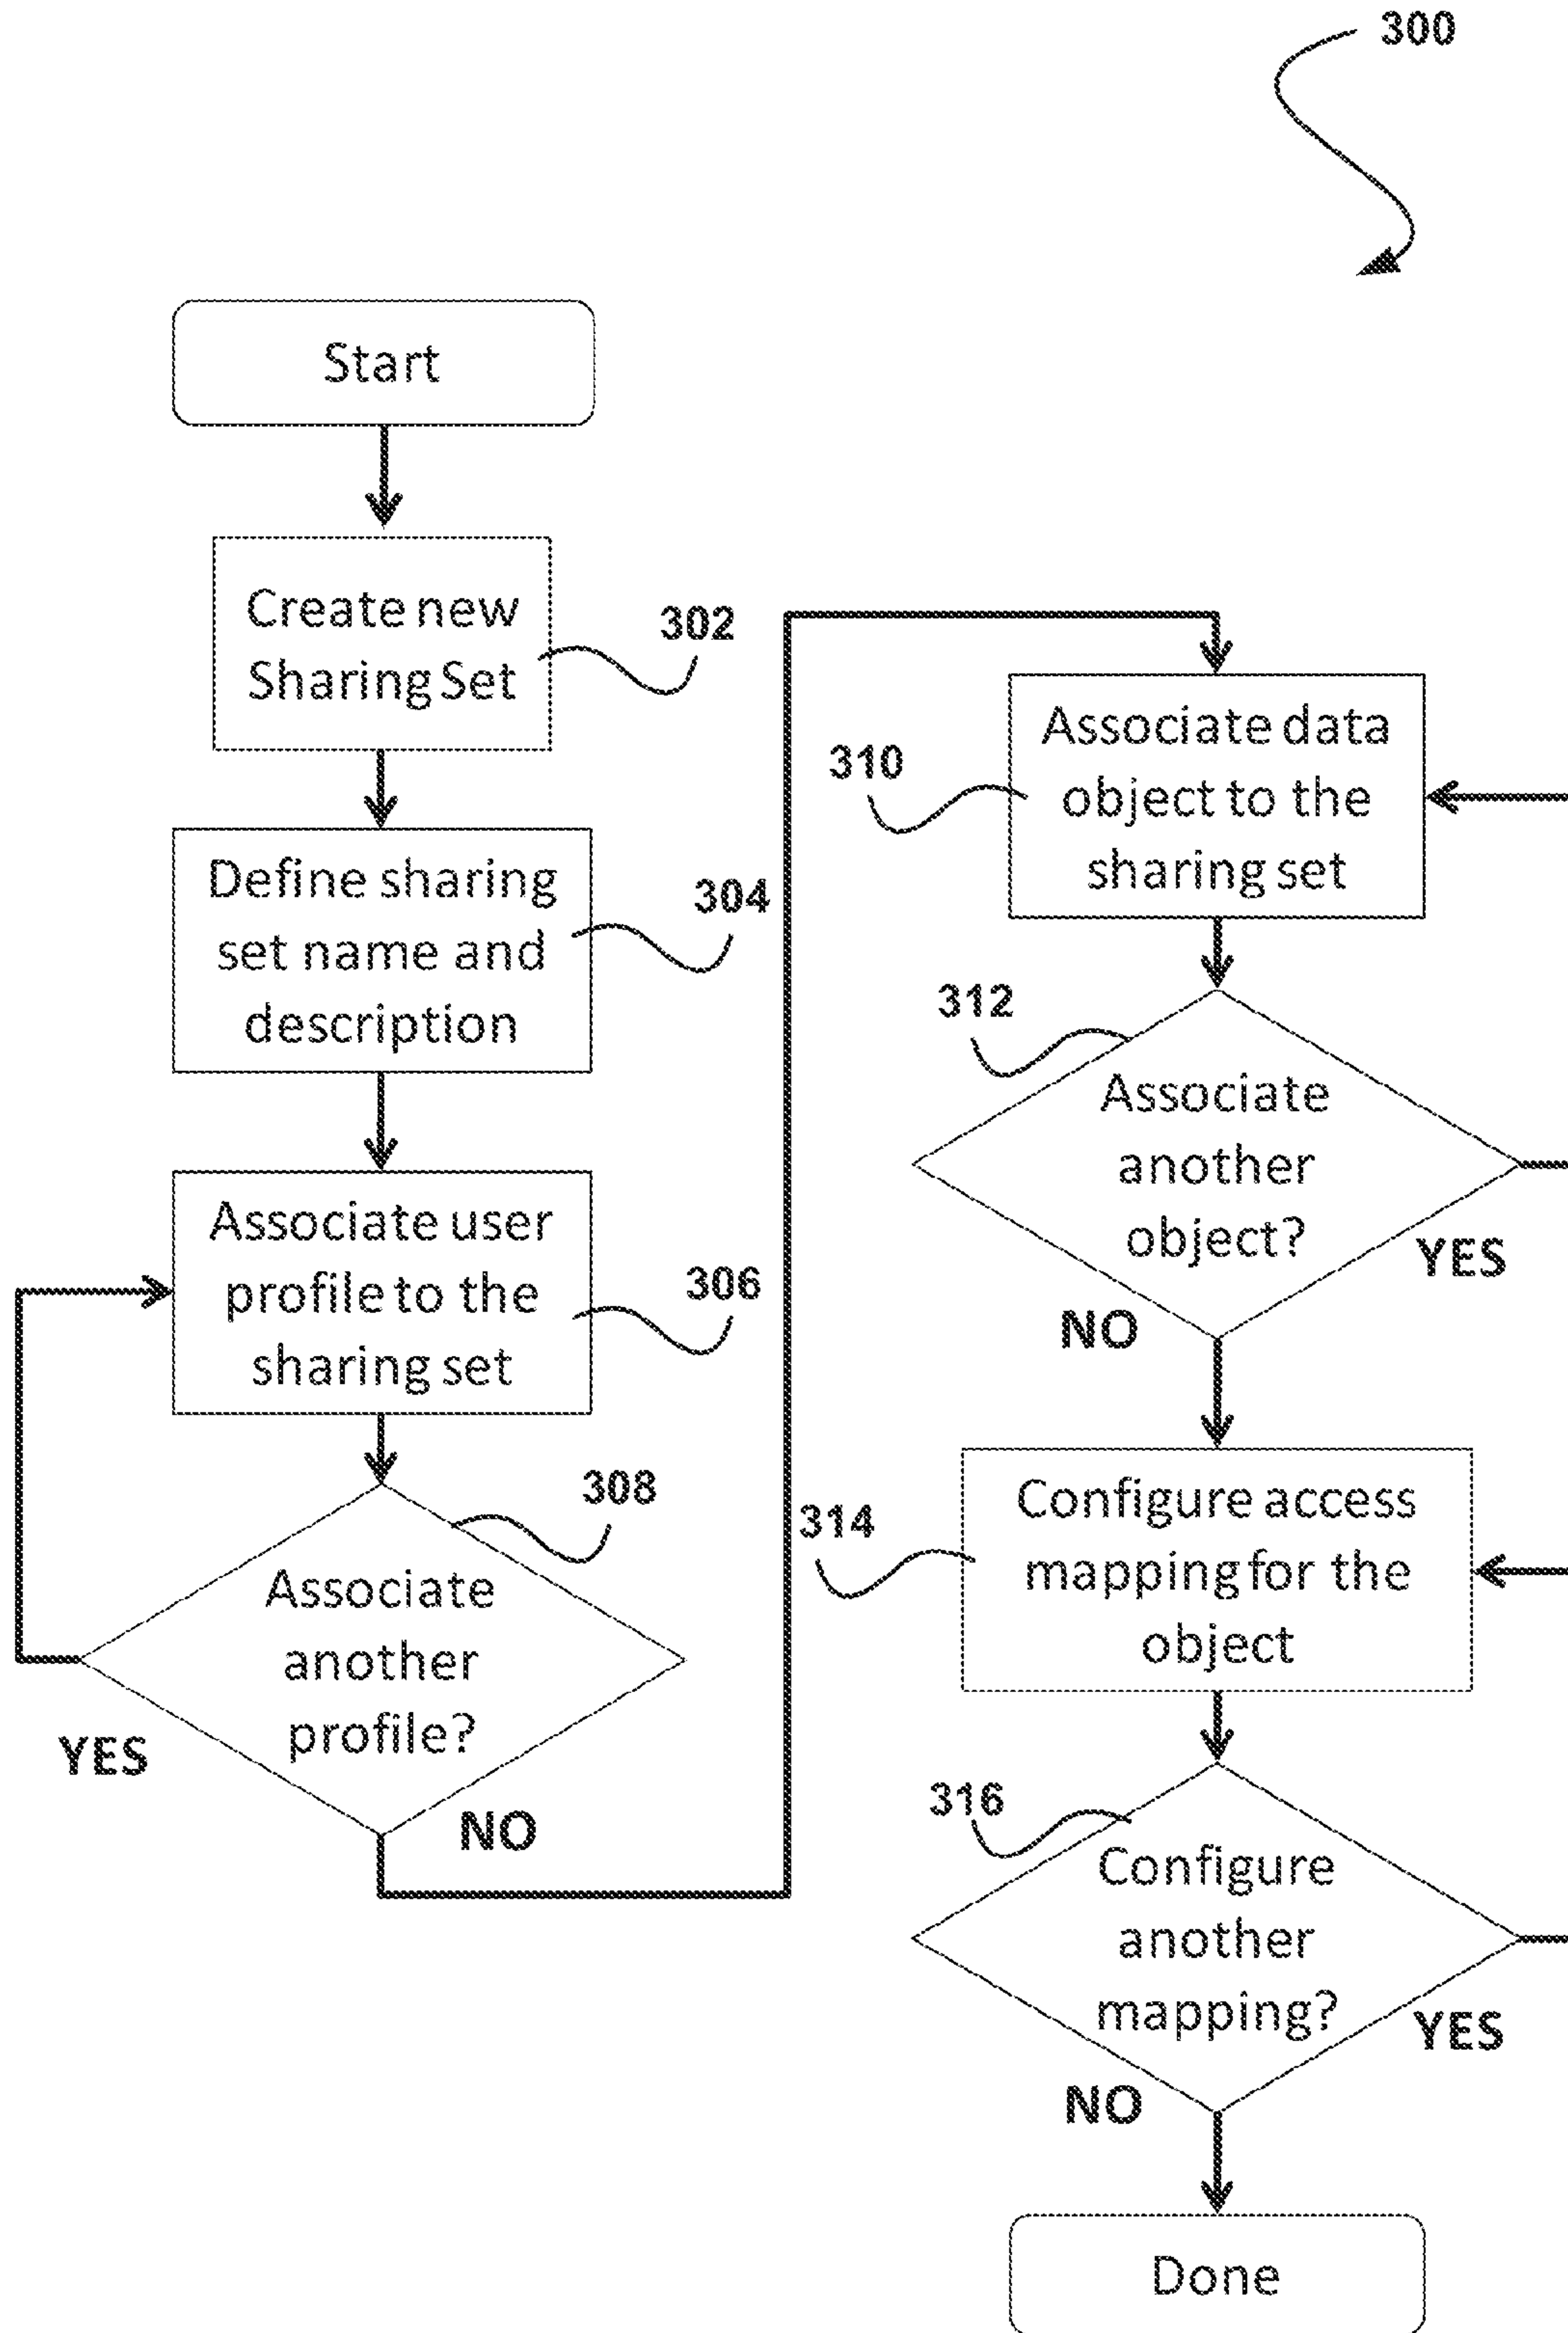 300
Start
Create new
Sharing Set
302
Define sharing
set name and
description
304
Associate user
profile to the
sharing set
306
308
Associate
another
profile?
YES
NO
Associate data
object to the
sharing set
310
312
Associate
another
object?
YES
NO
314
Configure access
mapping for the
object
316
Configure
another
mapping?
YES
NO
Done